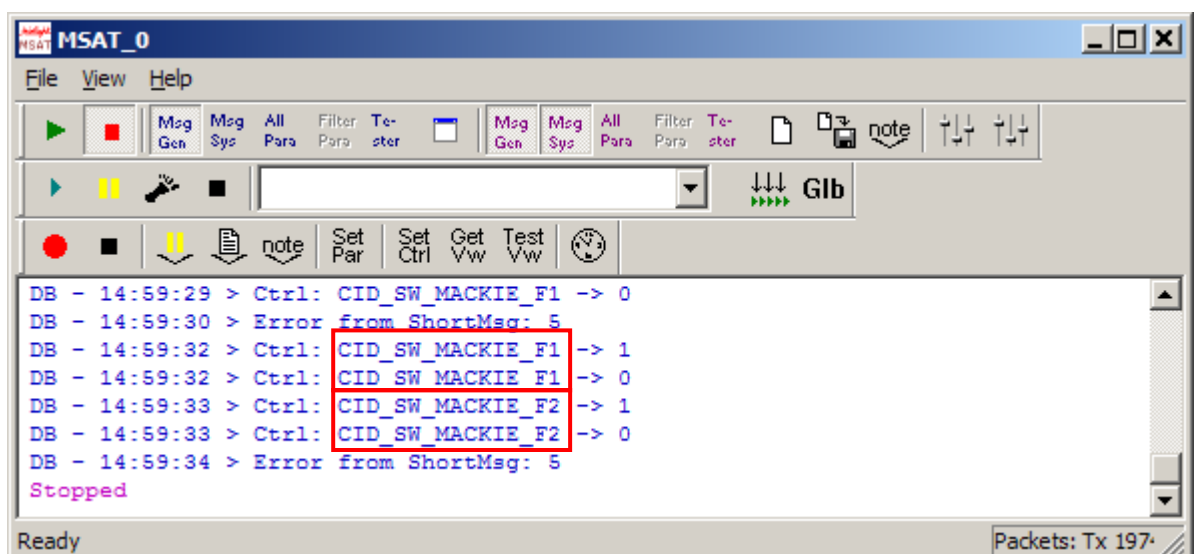 MSAT_0
File View Help
Msg Gen Msg Sys All Para Filter Para Te-ster Msg Gen Msg Sys All Para Filter Para Te-ster note
Glb
note Set Par Set Ctrl Get Vw Test Vw
DB - 14:59:29 > Ctrl: CID_SW_MACKIE_F1 -> 0
DB - 14:59:30 > Error from ShortMsg: 5
DB - 14:59:32 > Ctrl: CID_SW_MACKIE_F1 -> 1
DB - 14:59:32 > Ctrl: CID_SW_MACKIE_F1 -> 0
DB - 14:59:33 > Ctrl: CID_SW_MACKIE_F2 -> 1
DB - 14:59:33 > Ctrl: CID_SW_MACKIE_F2 -> 0
DB - 14:59:34 > Error from ShortMsg: 5
Stopped
Ready Packets: Tx 197